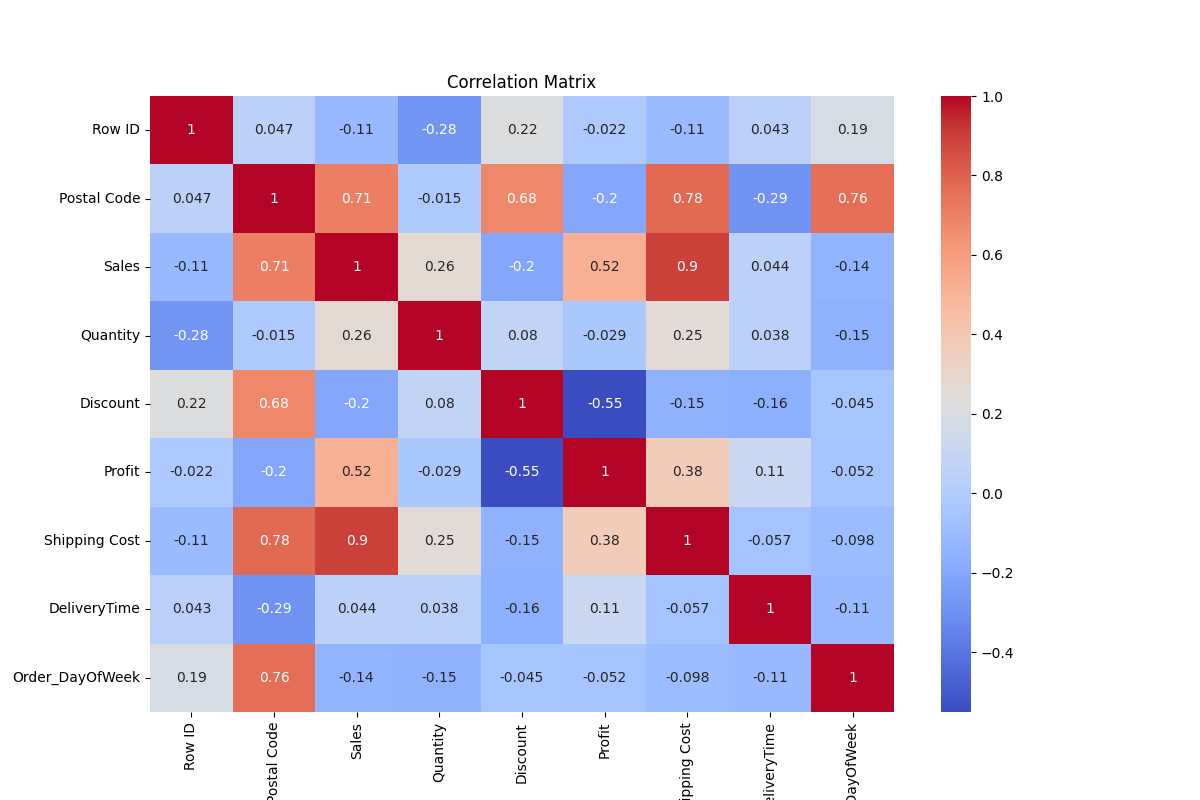 Correlation Matrix
Row ID 1 0.047 -0.11 -0.28 0.22 -0.022 -0.11 0.043 0.19
Postal Code 0.047 1 0.71 -0.015 0.68 -0.2 0.78 -0.29 0.76
Sales -0.11 0.71 1 0.26 -0.2 0.52 0.9 0.044 -0.14
Quantity -0.28 -0.015 0.26 1 0.08 -0.029 0.25 0.038 -0.15
Discount 0.22 0.68 -0.2 0.08 1 -0.55 -0.15 -0.16 -0.045
Profit -0.022 -0.2 0.52 -0.029 -0.55 1 0.38 0.11 -0.052
Shipping Cost -0.11 0.78 0.9 0.25 -0.15 0.38 1 -0.057 -0.098
DeliveryTime 0.043 -0.29 0.044 0.038 -0.16 0.11 -0.057 1 -0.11
Order_DayOfWeek 0.19 0.76 -0.14 -0.15 -0.045 -0.052 -0.098 -0.11 1
Row ID
Postal Code
Sales
Quantity
Discount
Profit
ipping Cost
eliveryTime
DayOfWeek
1.0
0.8
0.6
0.4
0.2
0.0
−0.2
−0.4